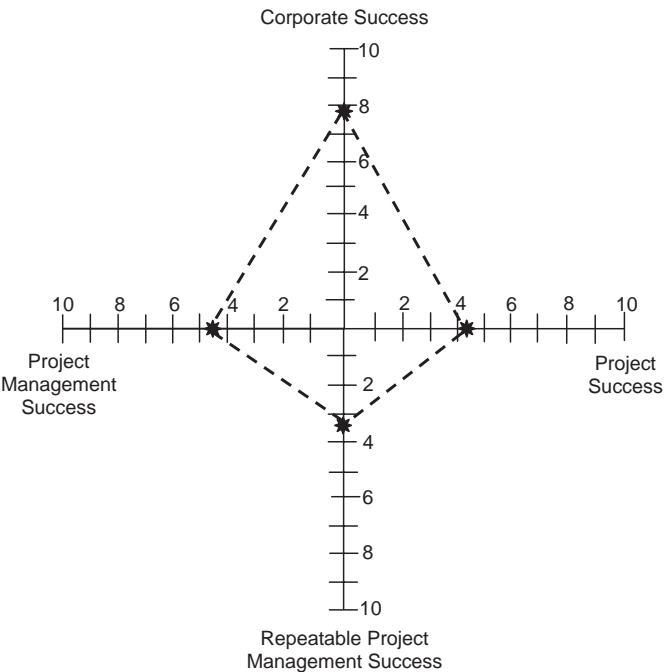 Corporate Success
10
8
6
4
2
10 8 6 4 2 2 4 6 8 10
Project
Management
Success
Project
Success
2
4
6
8
10
Repeatable Project
Management Success